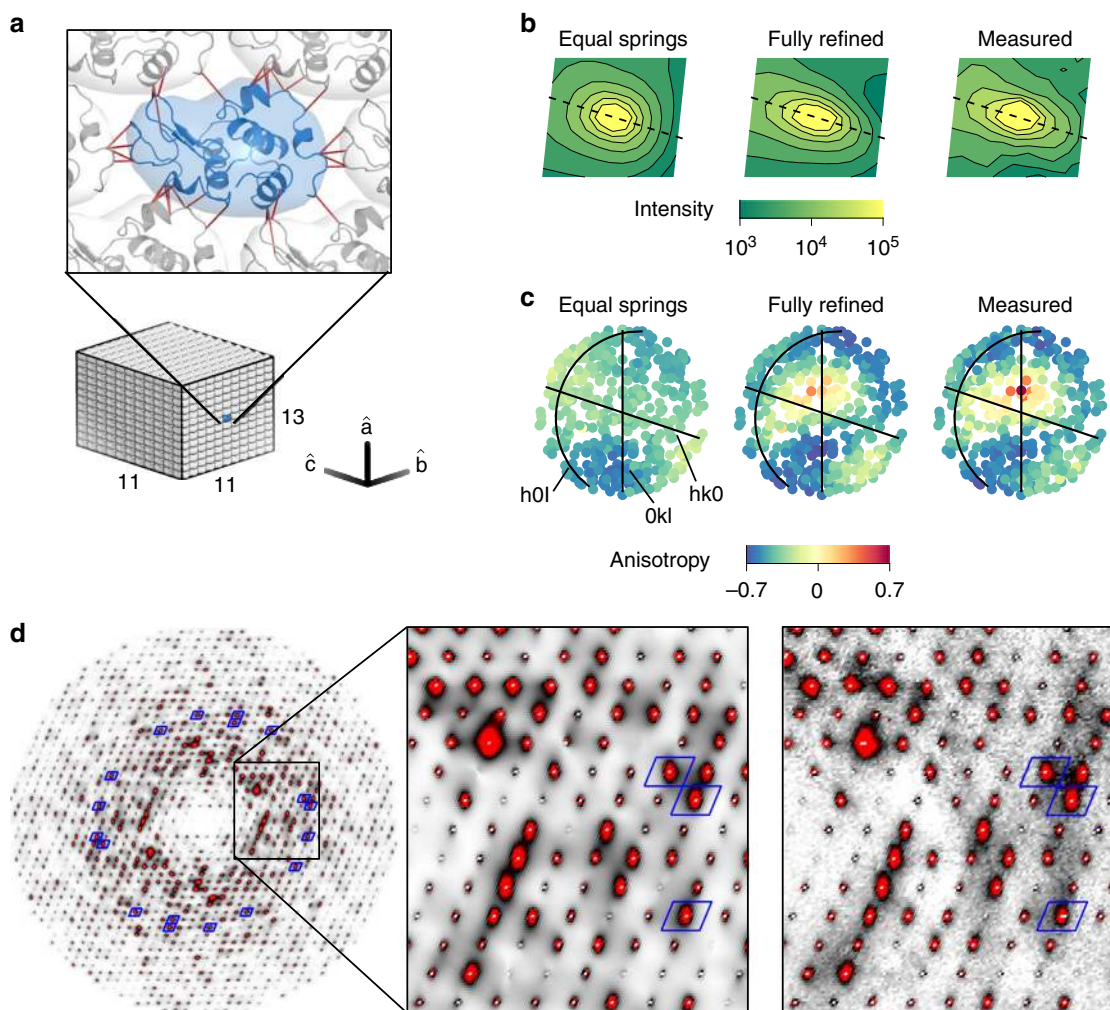 a
13
11
11
â
ĉ
b̂
b
Equal springs
Fully refined
Measured
Intensity
10³
10⁴
10⁵
c
Equal springs
Fully refined
Measured
h0l
0kl
hk0
Anisotropy
−0.7
0
0.7
d